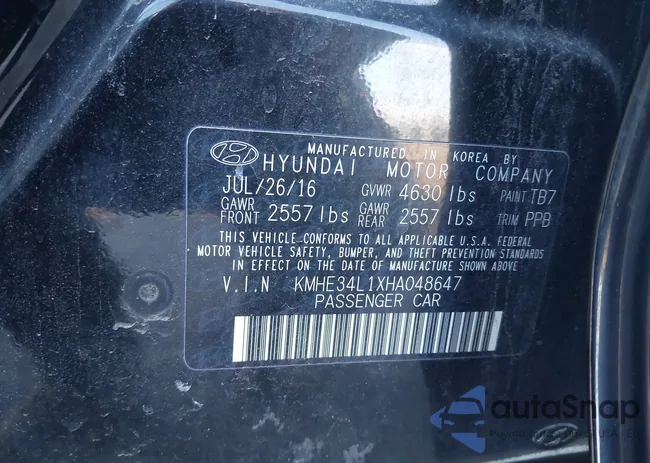 MANUFACTURED IN KOREA BY
HYUNDAI MOTOR COMPANY
JUL/26/16 GVWR 4630 lbs PAINT TB7
GAWR FRONT 2557 lbs GAWR REAR 2557 lbs TRIM PPB
THIS VEHICLE CONFORMS TO ALL APPLICABLE U.S.A. FEDERAL
MOTOR VEHICLE SAFETY, BUMPER, AND THEFT PREVENTION STANDARDS
IN EFFECT ON THE DATE OF MANUFACTURE SHOWN ABOVE
V.I.N KMHE34L1XHA048647
PASSENGER CAR
autoSnap